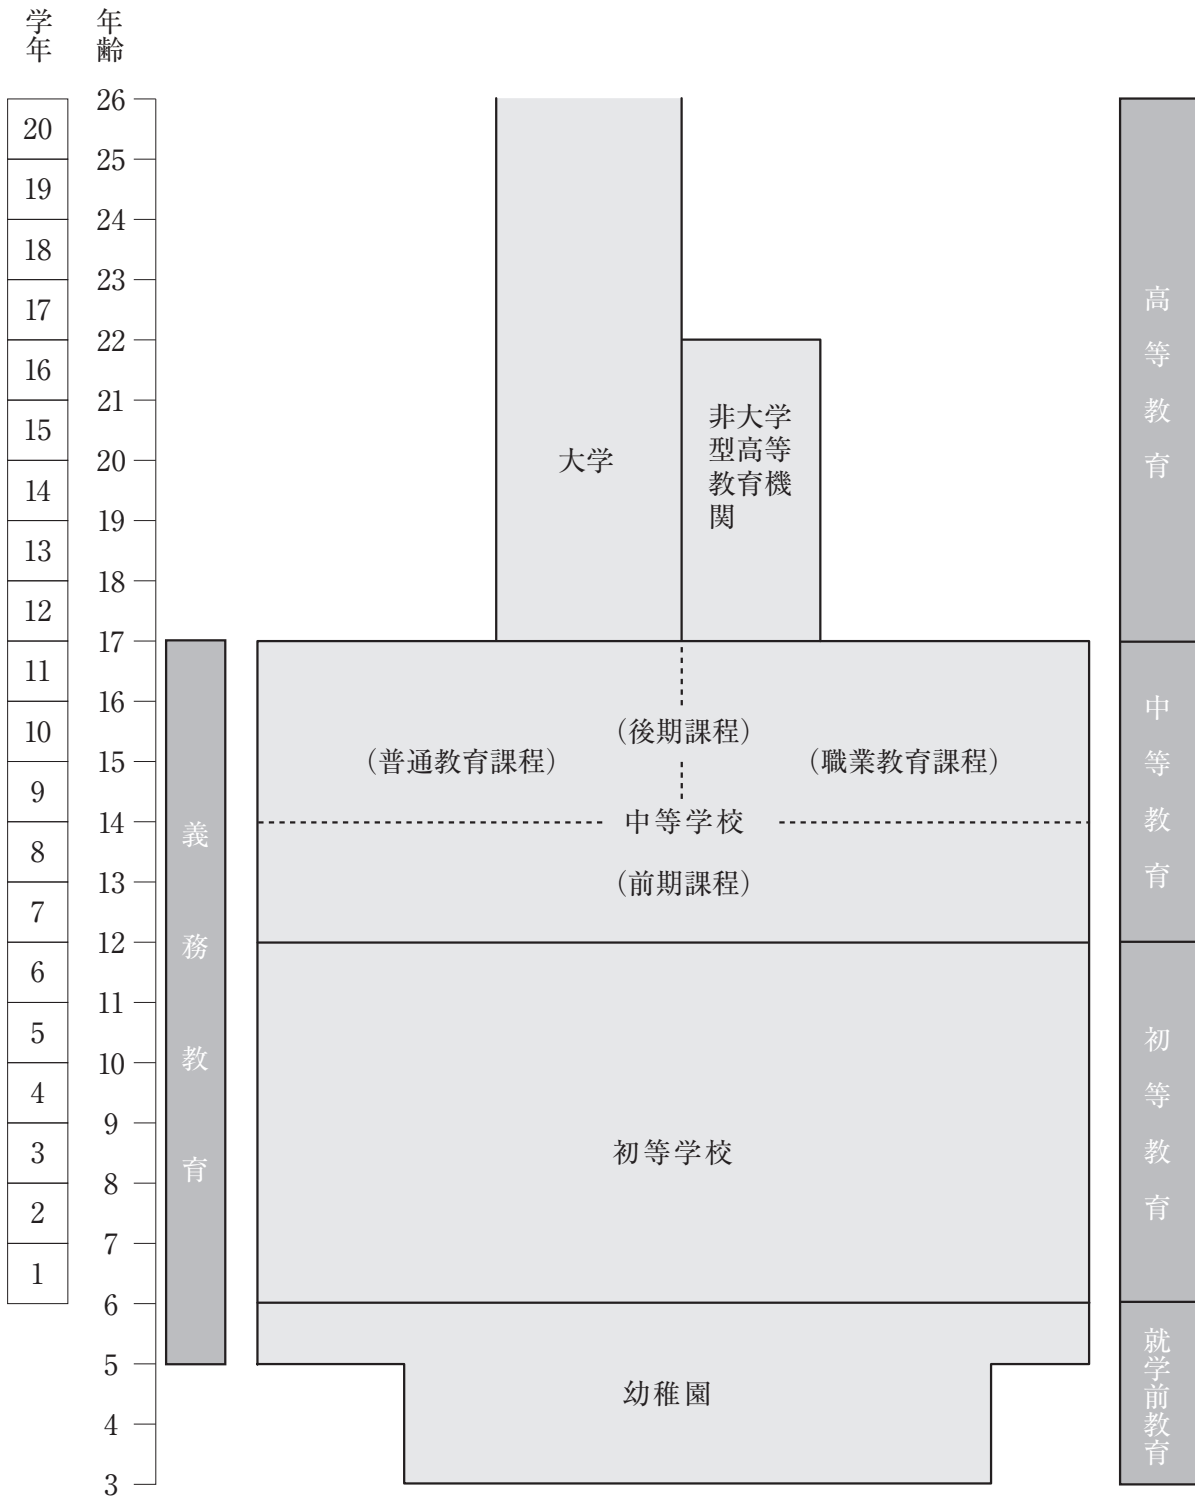 学年
年齢
26
20
25
19
24
18
23
17
22
16
21
15
20
14
19
13
18
12
17
11
16
10
15
9
14
8
13
7
12
6
11
5
10
4
9
3
8
2
7
1
6
5
4
3
義務教育
大学
非大学
型高等
教育機
関
(後期課程)
(普通教育課程)
(職業教育課程)
中等学校
(前期課程)
初等学校
幼稚園
高等教育
中等教育
初等教育
就学前教育